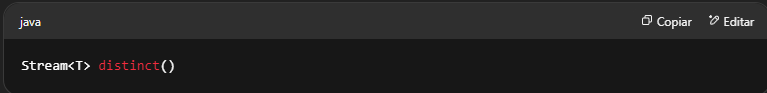 java
Copiar
Editar
Stream<T> distinct()